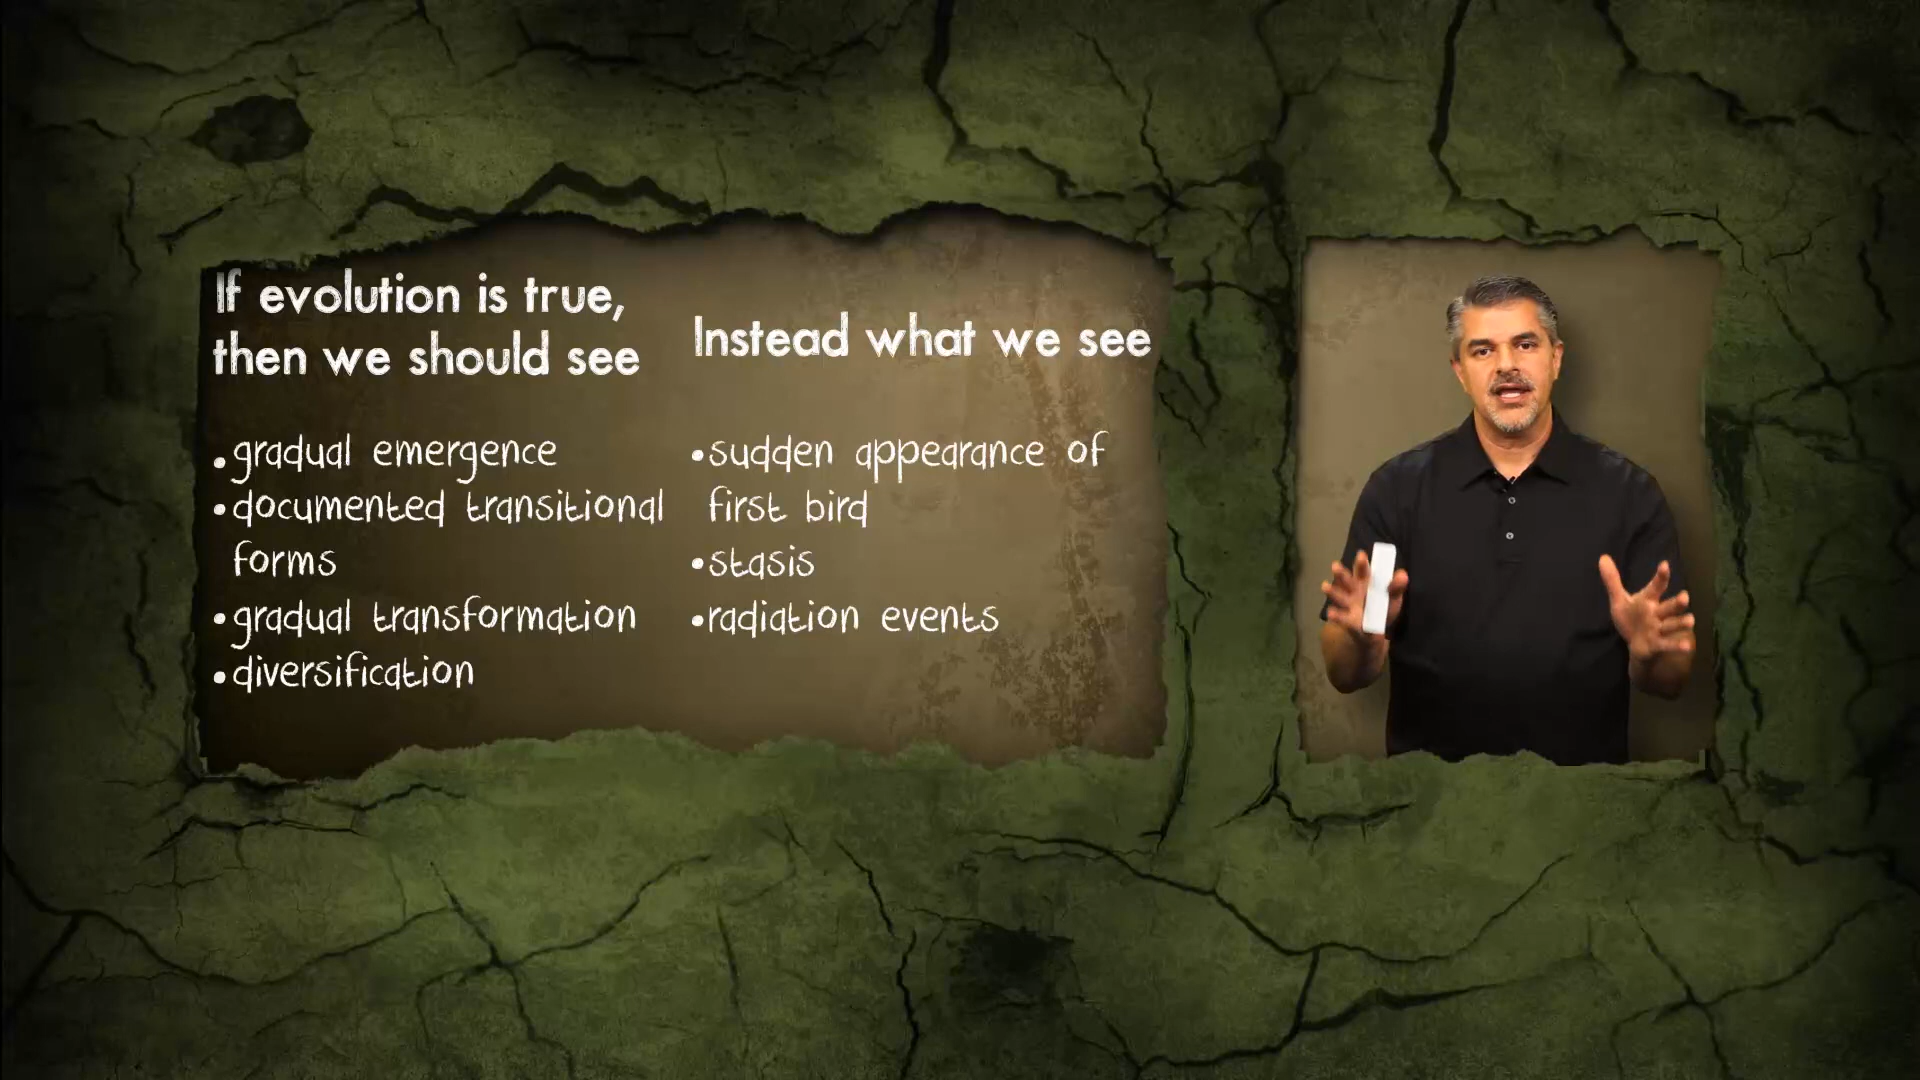 If evolution is true,
then we should see
• gradual emergence
• documented transitional
forms
• gradual transformation
• diversification
Instead what we see
• sudden appearance of
first bird
• stasis
• radiation events